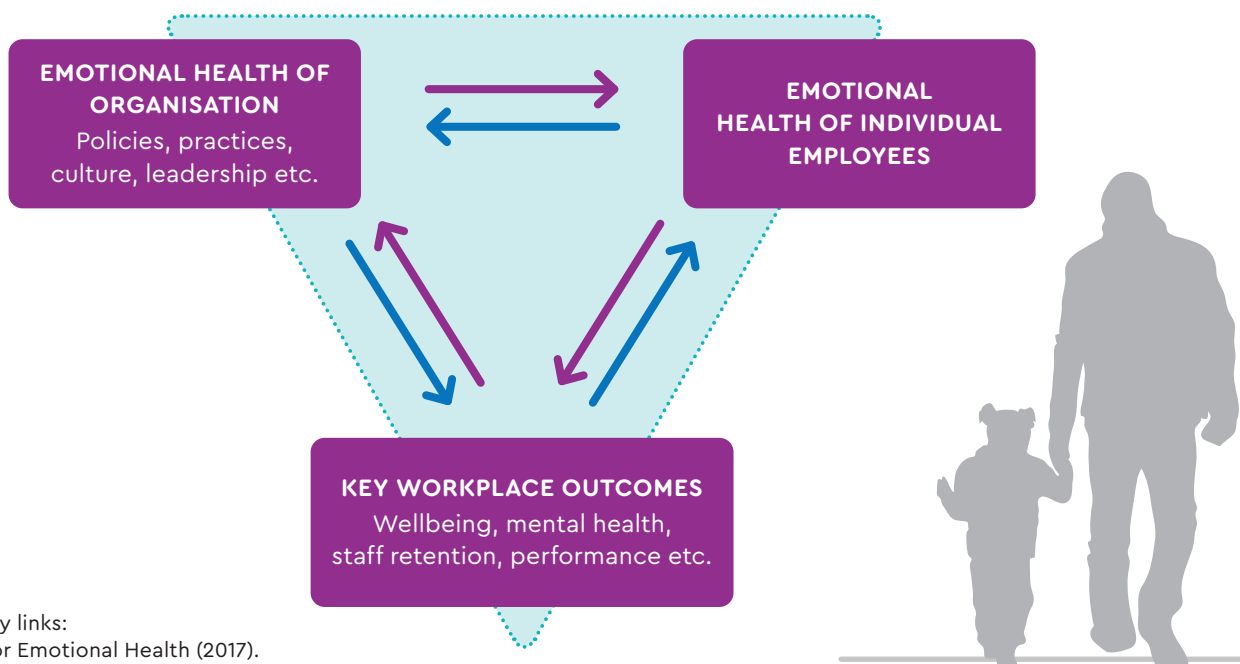 EMOTIONAL HEALTH OF
ORGANISATION
Policies, practices,
culture, leadership etc.
EMOTIONAL
HEALTH OF INDIVIDUAL
EMPLOYEES
KEY WORKPLACE OUTCOMES
Wellbeing, mental health,
staff retention, performance etc.
links:
Emotional Health (2017).